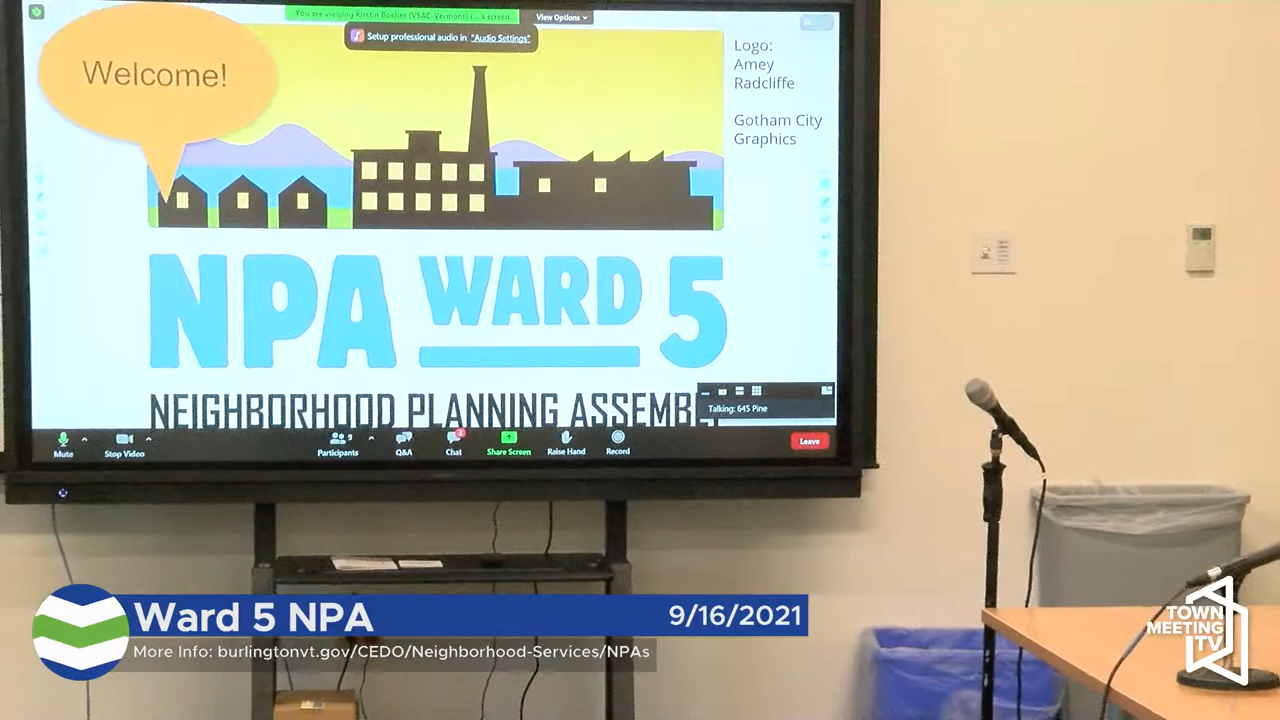 You are viewing Kirstin Boehm (VSAC-Vermont) (...'s screen
View Options
Setup professional audio in "Audio Settings"
Welcome!
Logo:
Amey
Radcliffe
Gotham City
Graphics
NPA WARD 5
NEIGHBORHOOD PLANNING ASSEMB
Talking: 645 Pine
Mute
Stop Video
Participants
9
Q&A
Chat
Share Screen
Raise Hand
Record
Leave
Ward 5 NPA
9/16/2021
More Info: burlingtonvt.gov/CEDO/Neighborhood-Services/NPAs
TOWN
MEETING
TV